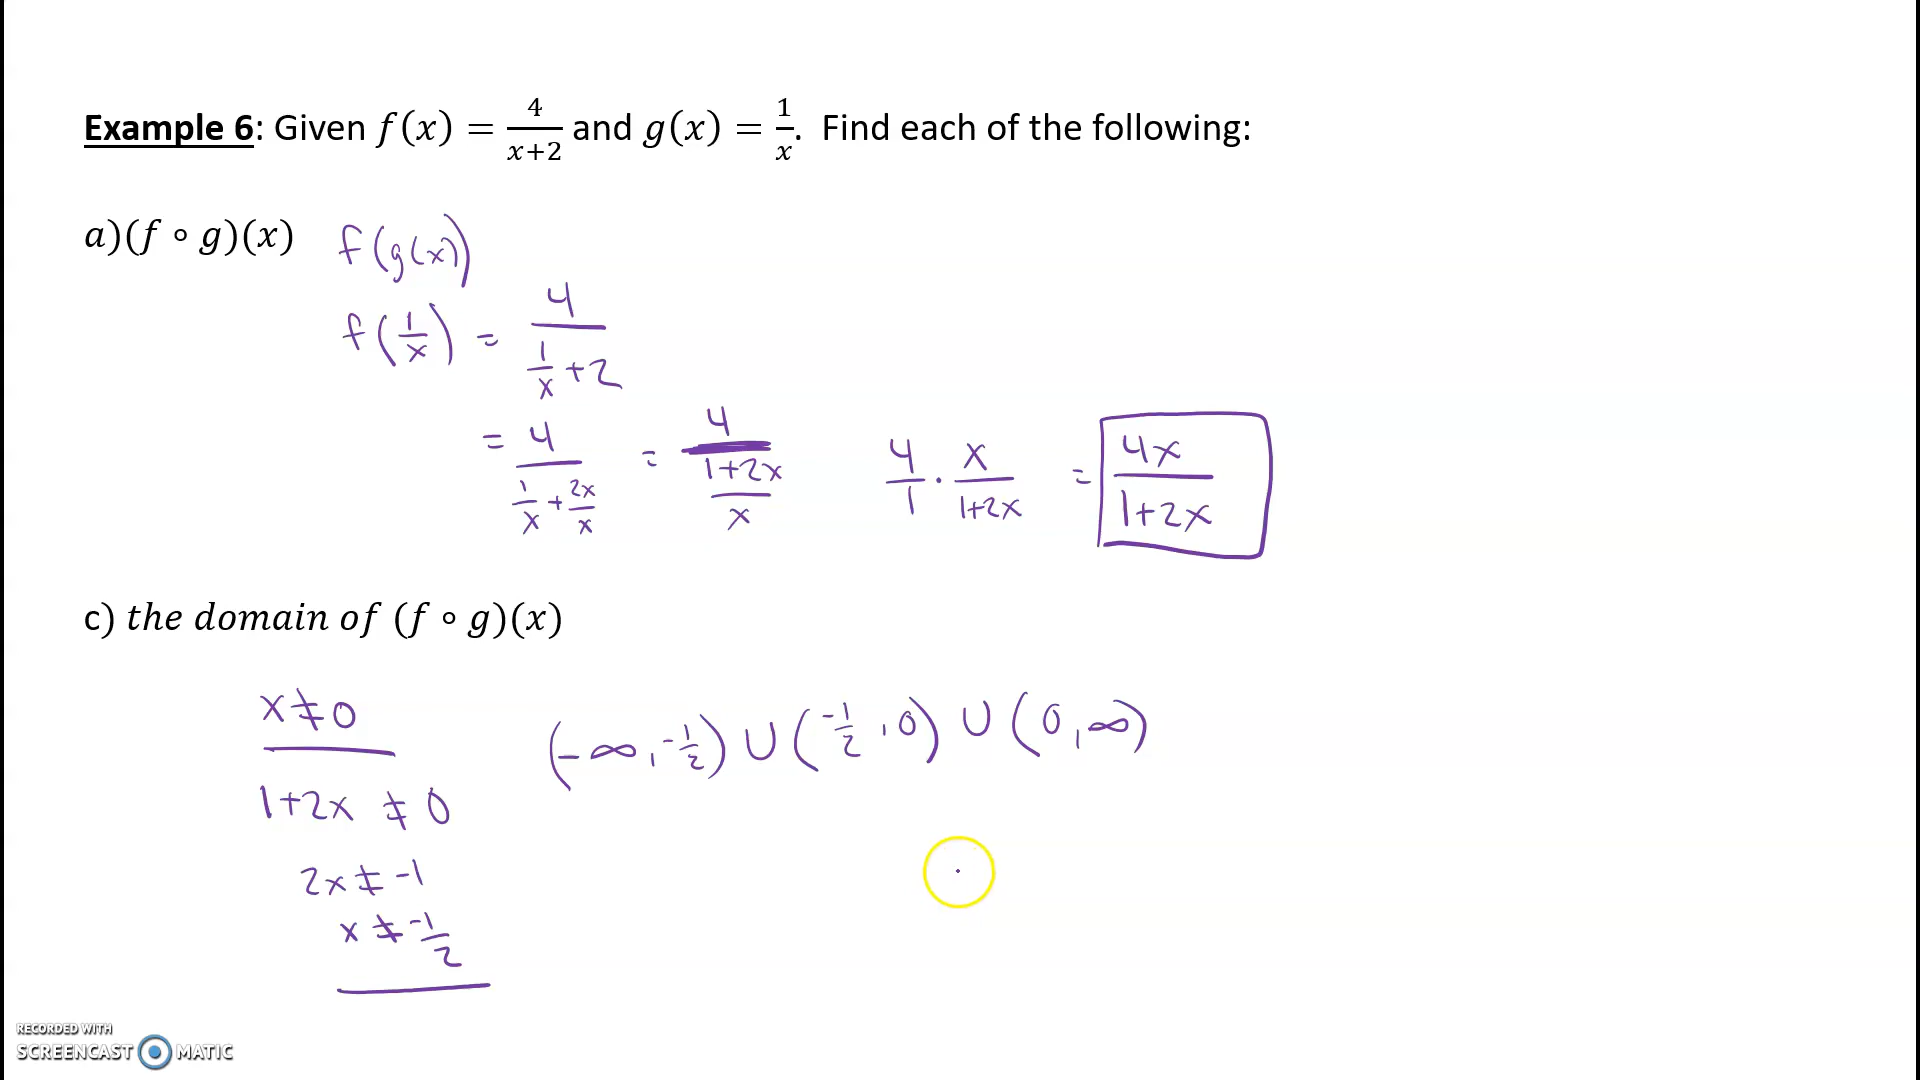 Example 6: Given f(x) = 4/(x+2) and g(x) = 1/x. Find each of the following:
a)(f ∘ g)(x) f(g(x))
f(1/x) = 4/(1/x + 2)
= 4/(1/x + 2x/x) = 4/((1+2x)/x) 4/1 · x/(1+2x) = 4x/(1+2x)
c) the domain of (f ∘ g)(x)
x ≠ 0 (-∞, -1/2) ∪ (-1/2, 0) ∪ (0, ∞)
1+2x ≠ 0
2x ≠ -1
x ≠ -1/2
RECORDED WITH
SCREENCAST MATIC